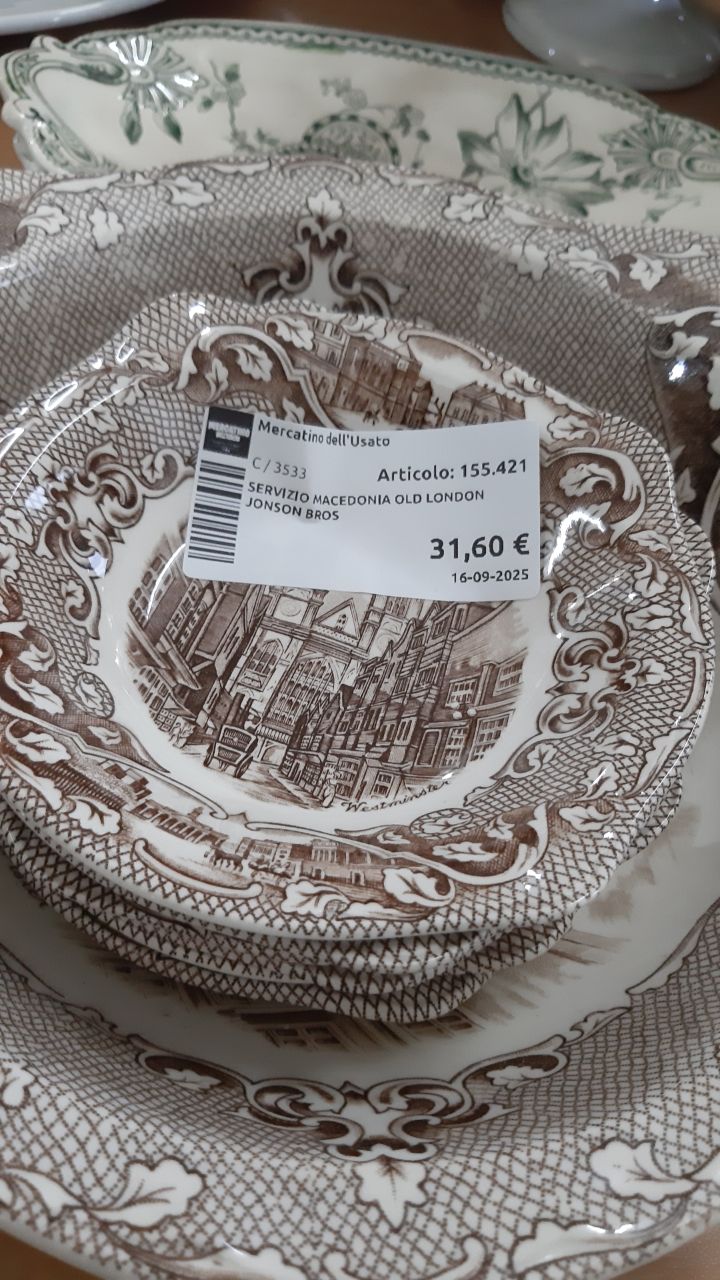 Mercatino dell'Usato
C / 3533
Articolo: 155.421
SERVIZIO MACEDONIA OLD LONDON
JONSON BROS
31,60 €
16-09-2025
Westminster